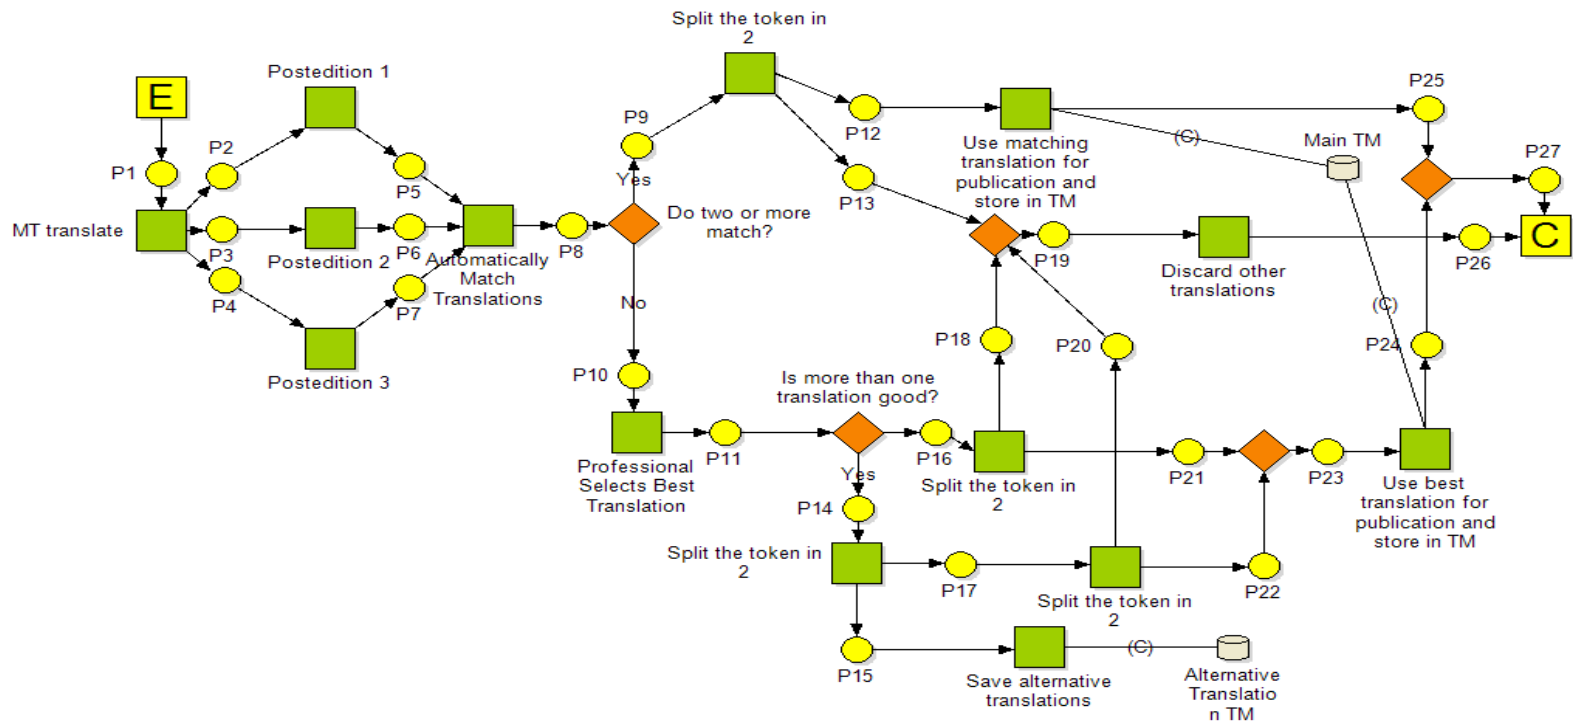 Split the token in
2
Postedition 1
E
P25
P9
P12
P2
Use matching
translation for
publication and
store in TM
(C)
Main TM
P1
P5
Yes
P13
P27
MT translate
P3
P6
Do two or more
match?
P8
P19
C
Postedition 2
Automatically
Match
Translations
P26
Discard other
translations
P4
P7
No
(C)
Postedition 3
P18
P20
P24
P10
Is more than one
translation good?
P11
P16
Yes
P21
P23
Professional
Selects Best
Translation
Split the token in
2
Use best
translation for
publication and
store in TM
P14
Split the token in
2
P17
P22
Split the token in
2
(C)
P15
Save alternative
translations
Alternative
Translatio
n TM